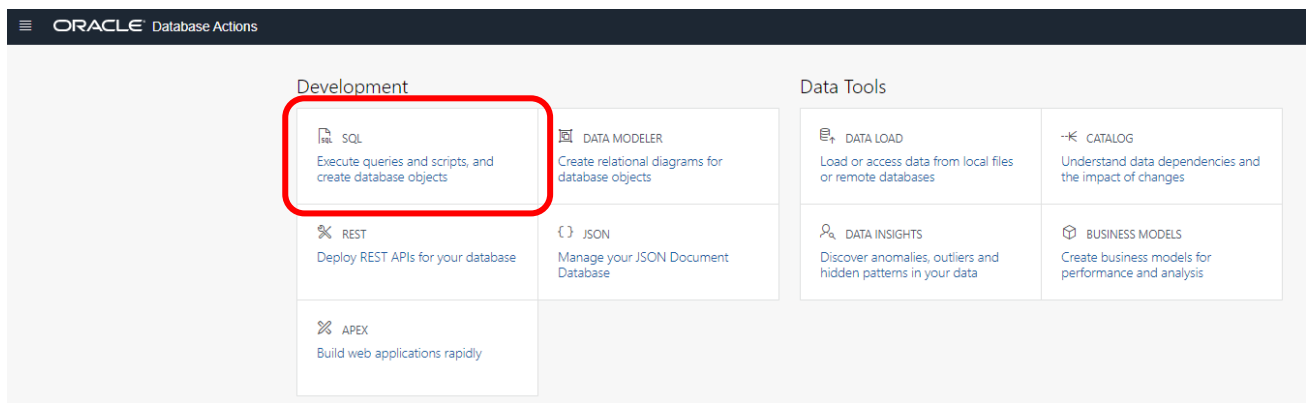 ORACLE Database Actions
Development
SQL
Execute queries and scripts, and
create database objects
DATA MODELER
Create relational diagrams for
database objects
REST
Deploy REST APIs for your database
JSON
Manage your JSON Document
Database
APEX
Build web applications rapidly
Data Tools
DATA LOAD
Load or access data from local files
or remote databases
CATALOG
Understand data dependencies and
the impact of changes
DATA INSIGHTS
Discover anomalies, outliers and
hidden patterns in your data
BUSINESS MODELS
Create business models for
performance and analysis